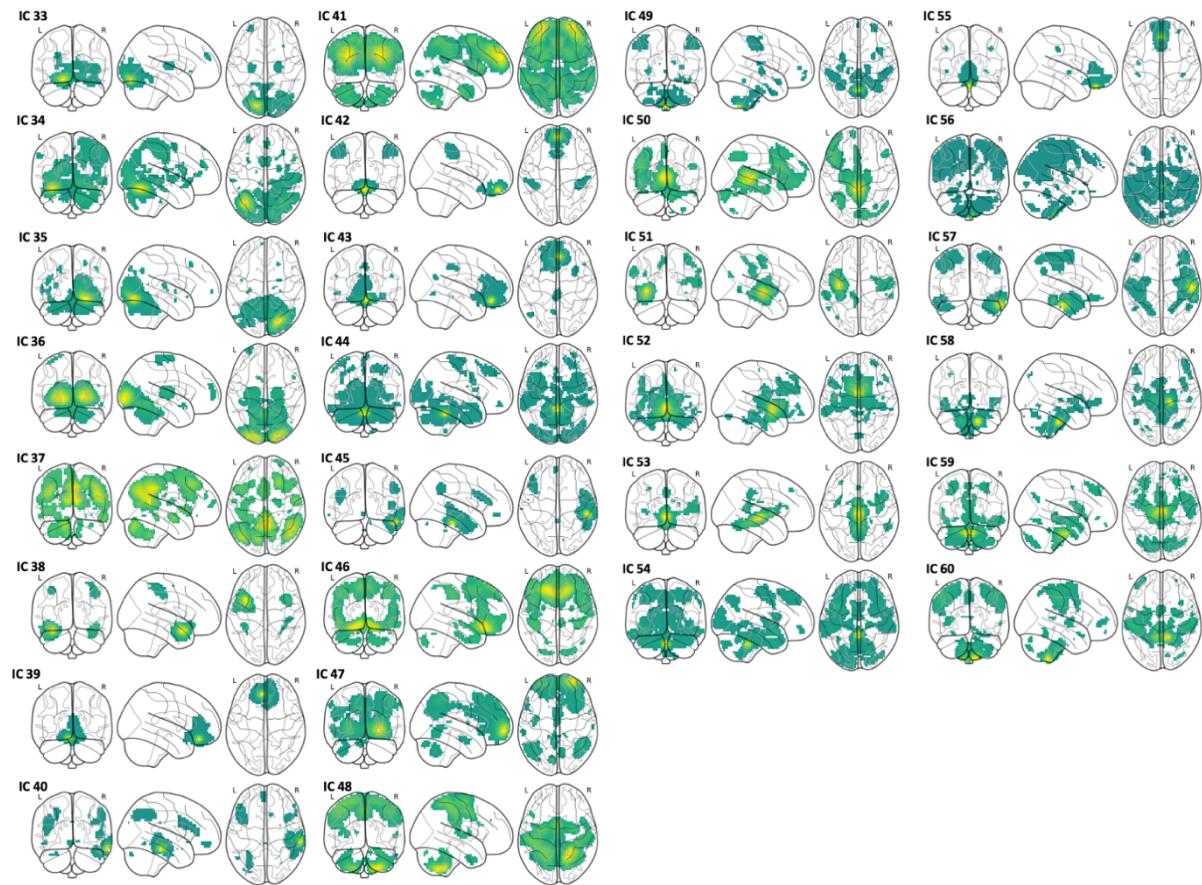 IC 33
L R L R
IC 34
L R L R
IC 35
L R L R
IC 36
L R L R
IC 37
L R L R
IC 38
L R L R
IC 39
L R L R
IC 40
L R L R
IC 41
L R L R
IC 42
L R L R
IC 43
L R L R
IC 44
L R L R
IC 45
L R L R
IC 46
L R L R
IC 47
L R L R
IC 48
L R L R
IC 49
L R L R
IC 50
L R L R
IC 51
L R L R
IC 52
L R L R
IC 53
L R L R
IC 54
L R L R
IC 55
L R L R
IC 56
L R L R
IC 57
L R L R
IC 58
L R L R
IC 59
L R L R
IC 60
L R L R